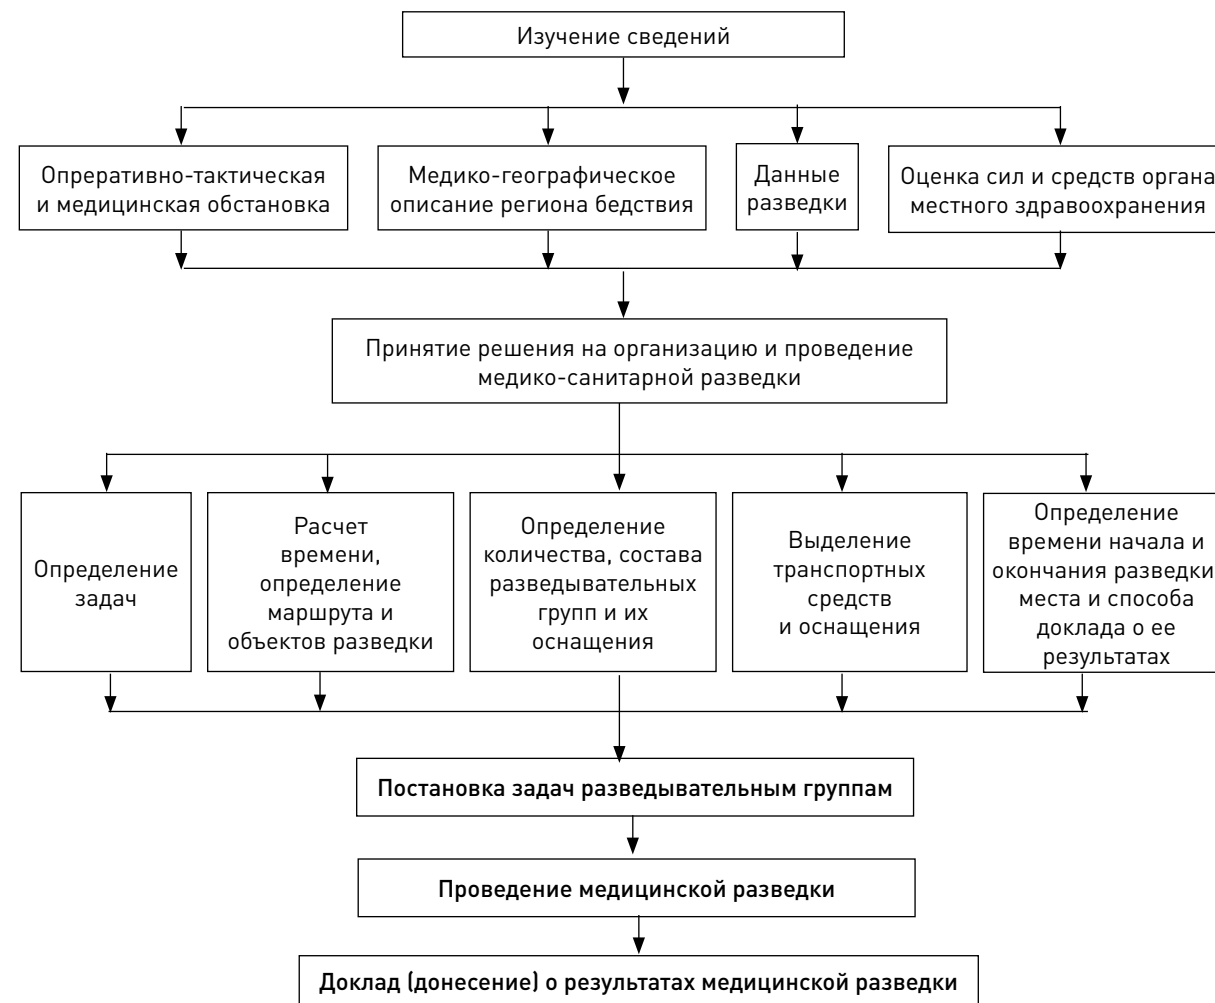 Изучение сведений
Опреративно-тактическая
и медицинская обстановка
Медико-географическое
описание региона бедствия
Данные
разведки
Оценка сил и средств органа
местного здравоохранения
Принятие решения на организацию и проведение
медико-санитарной разведки
Определение
задач
Расчет
времени,
определение
маршрута и
объектов разведки
Определение
количества, состава
разведывательных
групп и их
оснащения
Выделение
транспортных
средств
и оснащения
Определение
времени начала и
окончания разведки
места и способа
доклада о ее
результатах
Постановка задач разведывательным группам
Проведение медицинской разведки
Доклад (донесение) о результатах медицинской разведки